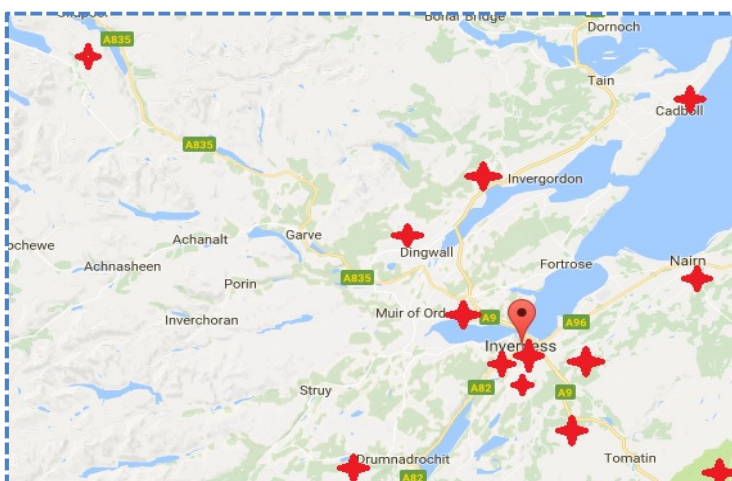 Bonar Bridge
Dornoch
A835
Tain
Cadboll
A835
Invergordon
Garve
Achanalt
Dingwall
Achnasheen
Fortrose
Nairn
A835
Porin
Muir of Ord
A9
A96
Inverchoran
Inverness
Struy
A82
A9
Drumnadrochit
Tomatin
A82